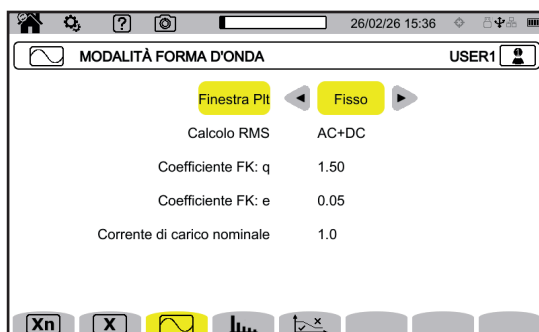 ?
26/02/26 15:36
MODALITÀ FORMA D'ONDA
USER1
Finestra Plt
Fisso
Calcolo RMS
AC+DC
Coefficiente FK: q
1.50
Coefficiente FK: e
0.05
Corrente di carico nominale
1.0
Xn
X